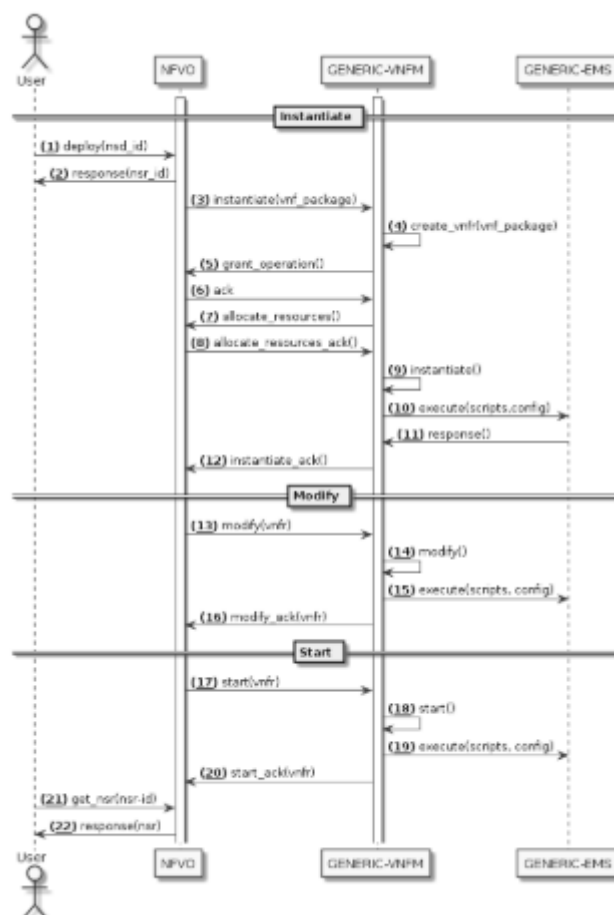 User
NFVO GENERIC-VNFM GENERIC-EMS
Instantiate
(1) deploy(nsd_id)
(2) response(nsr_id)
(3) instantiate(vnf_package)
(4) create_vnfr(vnf_package)
(5) grant_operation()
(6) ack
(7) allocate_resources()
(8) allocate_resources_ack()
(9) instantiate()
(10) execute(scripts,config)
(11) response()
(12) instantiate_ack()
Modify
(13) modify(vnfr)
(14) modify()
(15) execute(scripts, config)
(16) modify_ack(vnfr)
Start
(17) start(vnfr)
(18) start()
(19) execute(scripts, config)
(20) start_ack(vnfr)
(21) get_nsr(nsr-id)
(22) response(nsr)
User
NFVO GENERIC-VNFM GENERIC-EMS